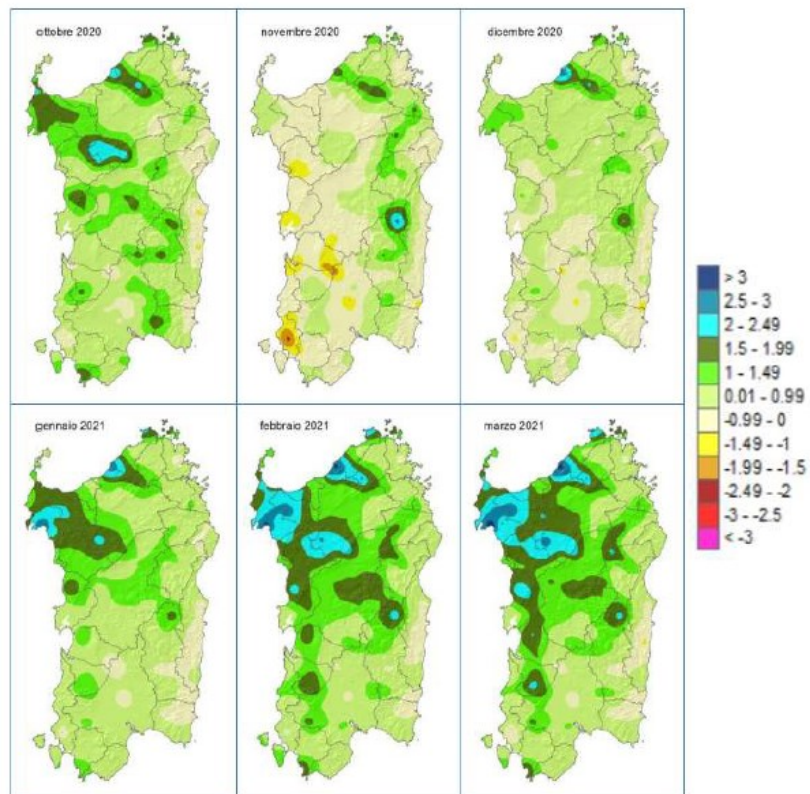 ottobre 2020
novembre 2020
dicembre 2020
gennaio 2021
febbraio 2021
marzo 2021
> 3
2.5 - 3
2 - 2.49
1.5 - 1.99
1 - 1.49
0.01 - 0.99
-0.99 - 0
-1.49 - -1
-1.99 - -1.5
-2.49 - -2
-3 - -2.5
< -3